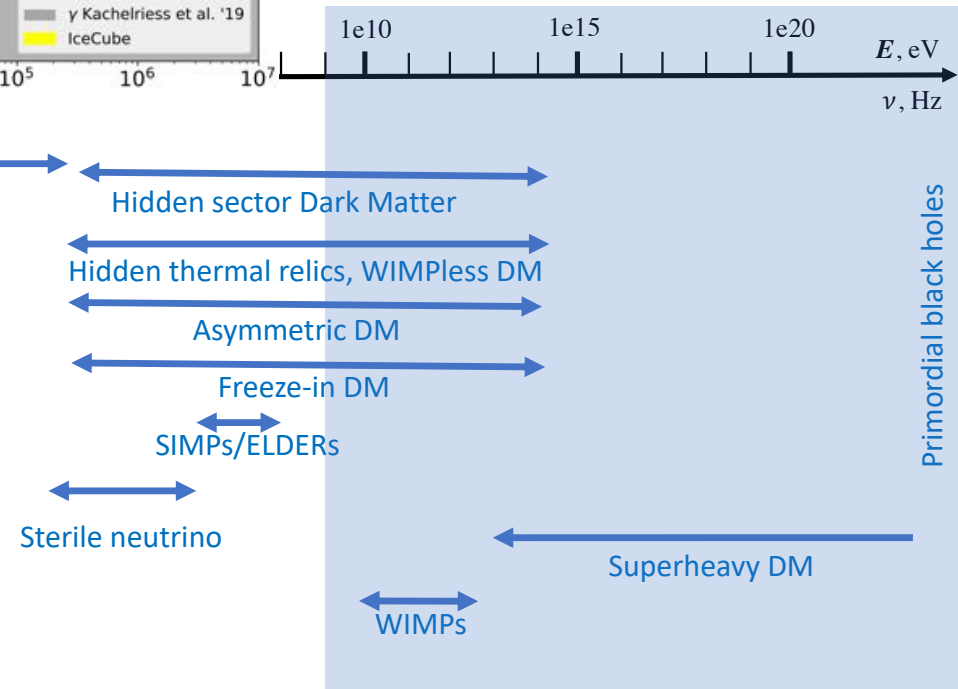 γ Kachelriess et al. '19
IceCube
10⁵ 10⁶ 10⁷
1e10 1e15 1e20
E, eV
ν, Hz
Hidden sector Dark Matter
Hidden thermal relics, WIMPless DM
Asymmetric DM
Freeze-in DM
SIMPs/ELDERs
Sterile neutrino
Superheavy DM
WIMPs
Primordial black holes